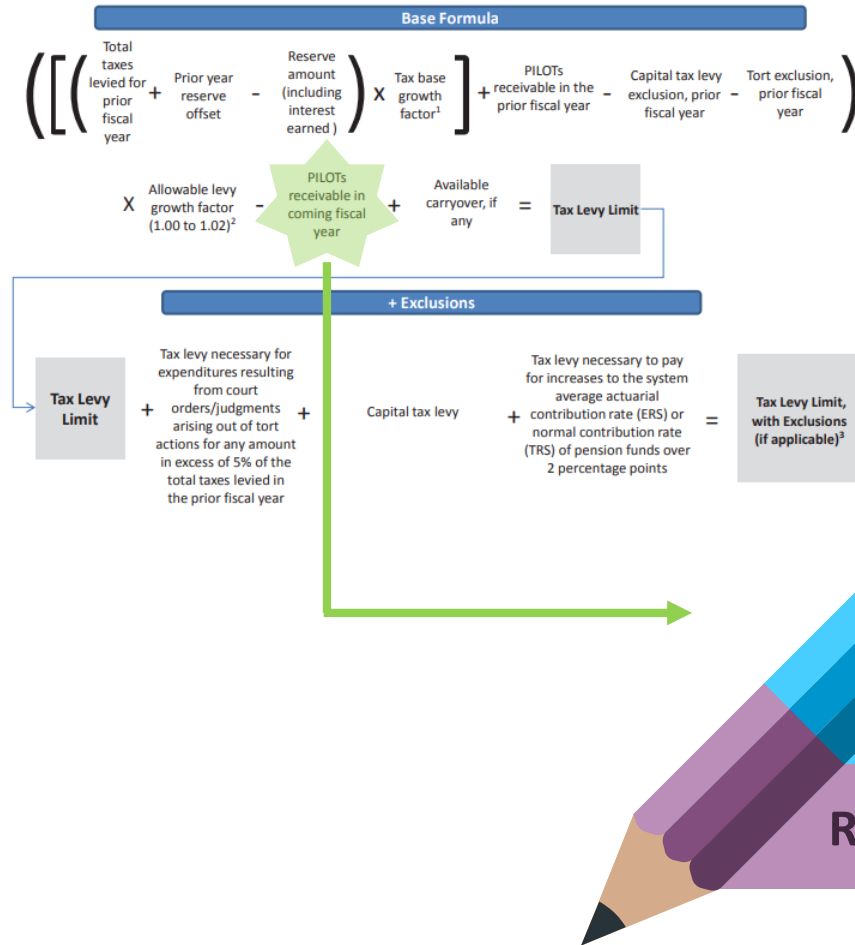 Base Formula
( [ (
Total
taxes
levied for
prior
fiscal
year
+
Prior year
reserve
offset
-
Reserve
amount
(including
interest
earned )
)
X
Tax base
growth
factor¹
]
+
PILOTs
receivable in the
prior fiscal year
-
Capital tax levy
exclusion, prior
fiscal year
-
Tort exclusion,
prior fiscal
year
)
X
Allowable levy
growth factor
(1.00 to 1.02)²
-
PILOTs
receivable in
coming fiscal
year
+
Available
carryover, if
any
=
Tax Levy Limit
+ Exclusions
Tax Levy
Limit
+
Tax levy necessary for
expenditures resulting
from court
orders/judgments
arising out of tort
actions for any amount
in excess of 5% of the
total taxes levied in
the prior fiscal year
+
Capital tax levy
+
Tax levy necessary to pay
for increases to the system
average actuarial
contribution rate (ERS) or
normal contribution rate
(TRS) of pension funds over
2 percentage points
=
Tax Levy Limit,
with Exclusions
(if applicable)³
R